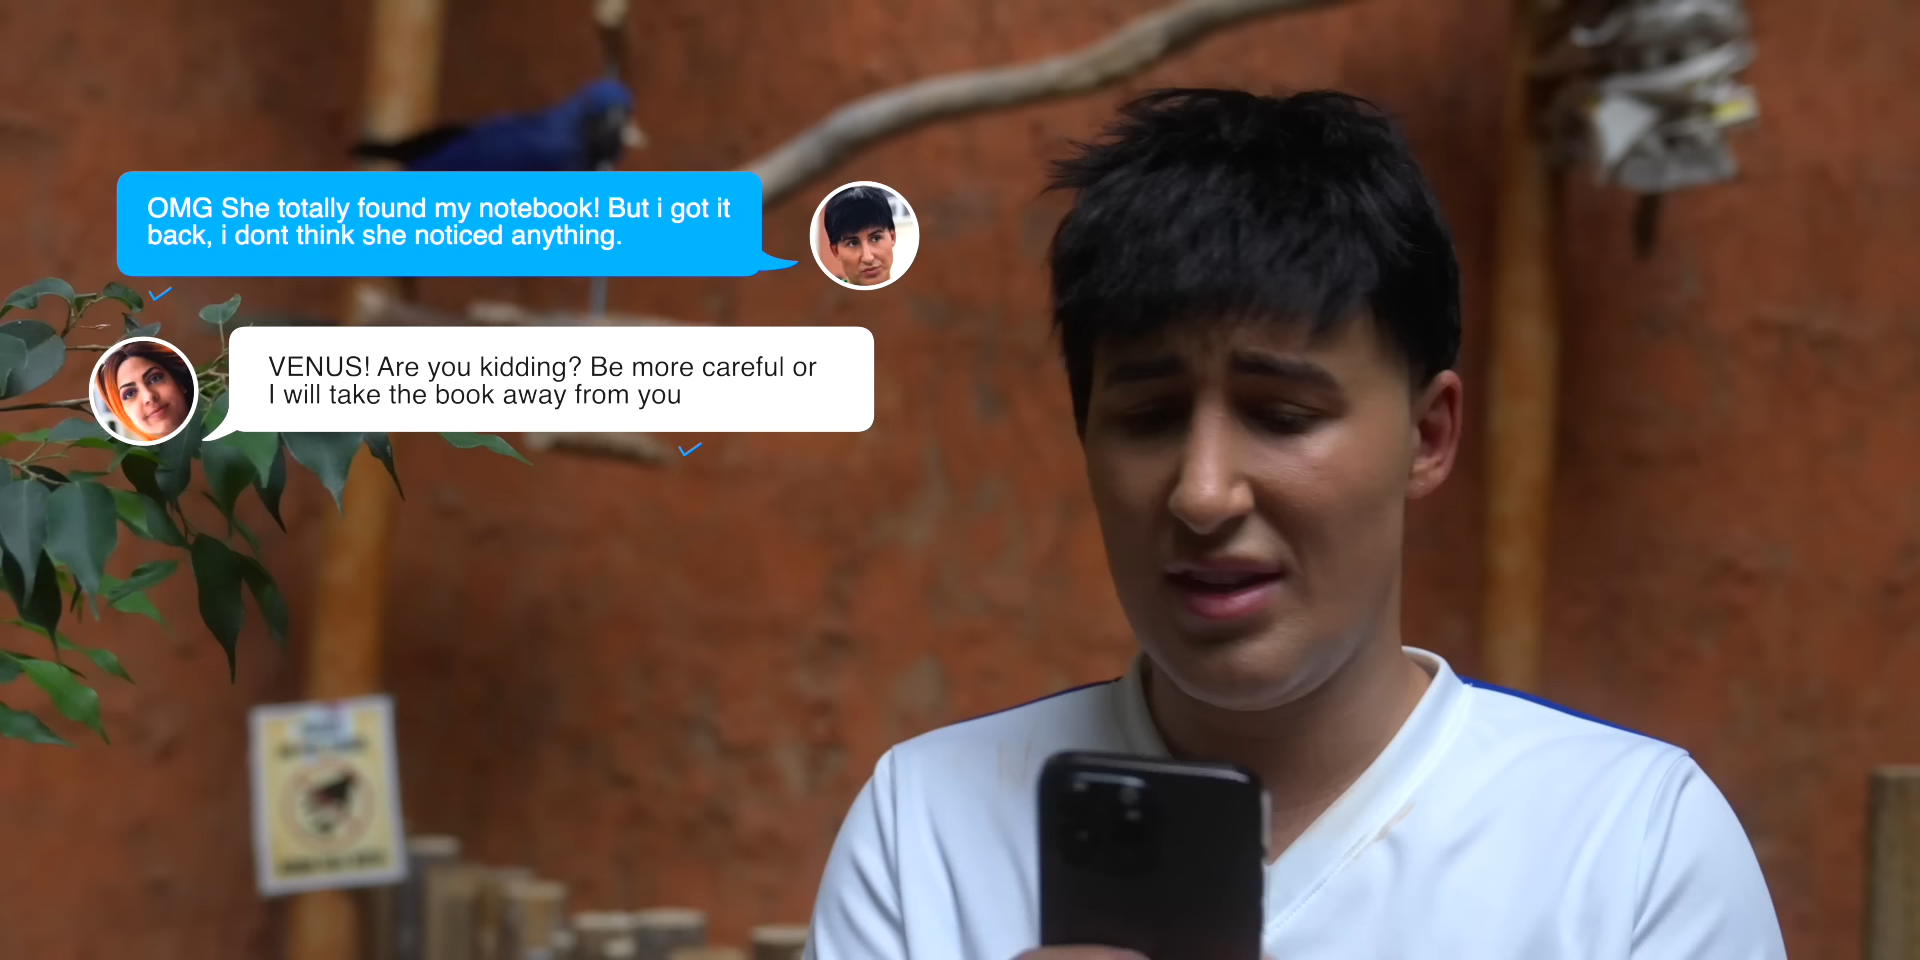 OMG She totally found my notebook! But i got it
back, i dont think she noticed anything.
VENUS! Are you kidding? Be more careful or
I will take the book away from you